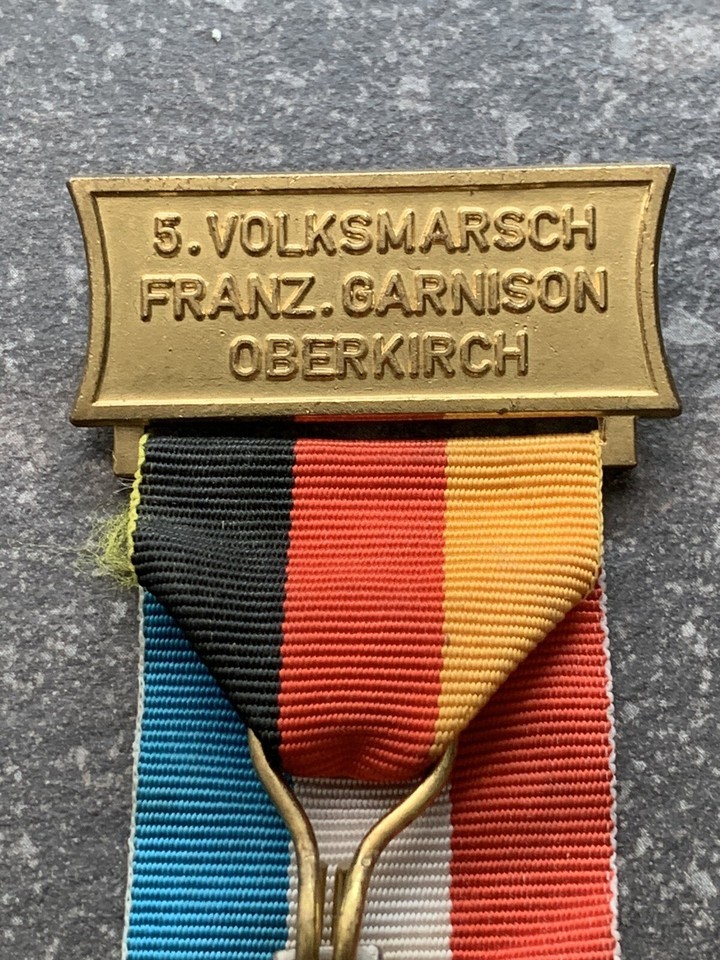 5. VOLKSMARSCH
FRANZ. GARNISON
OBERKIRCH